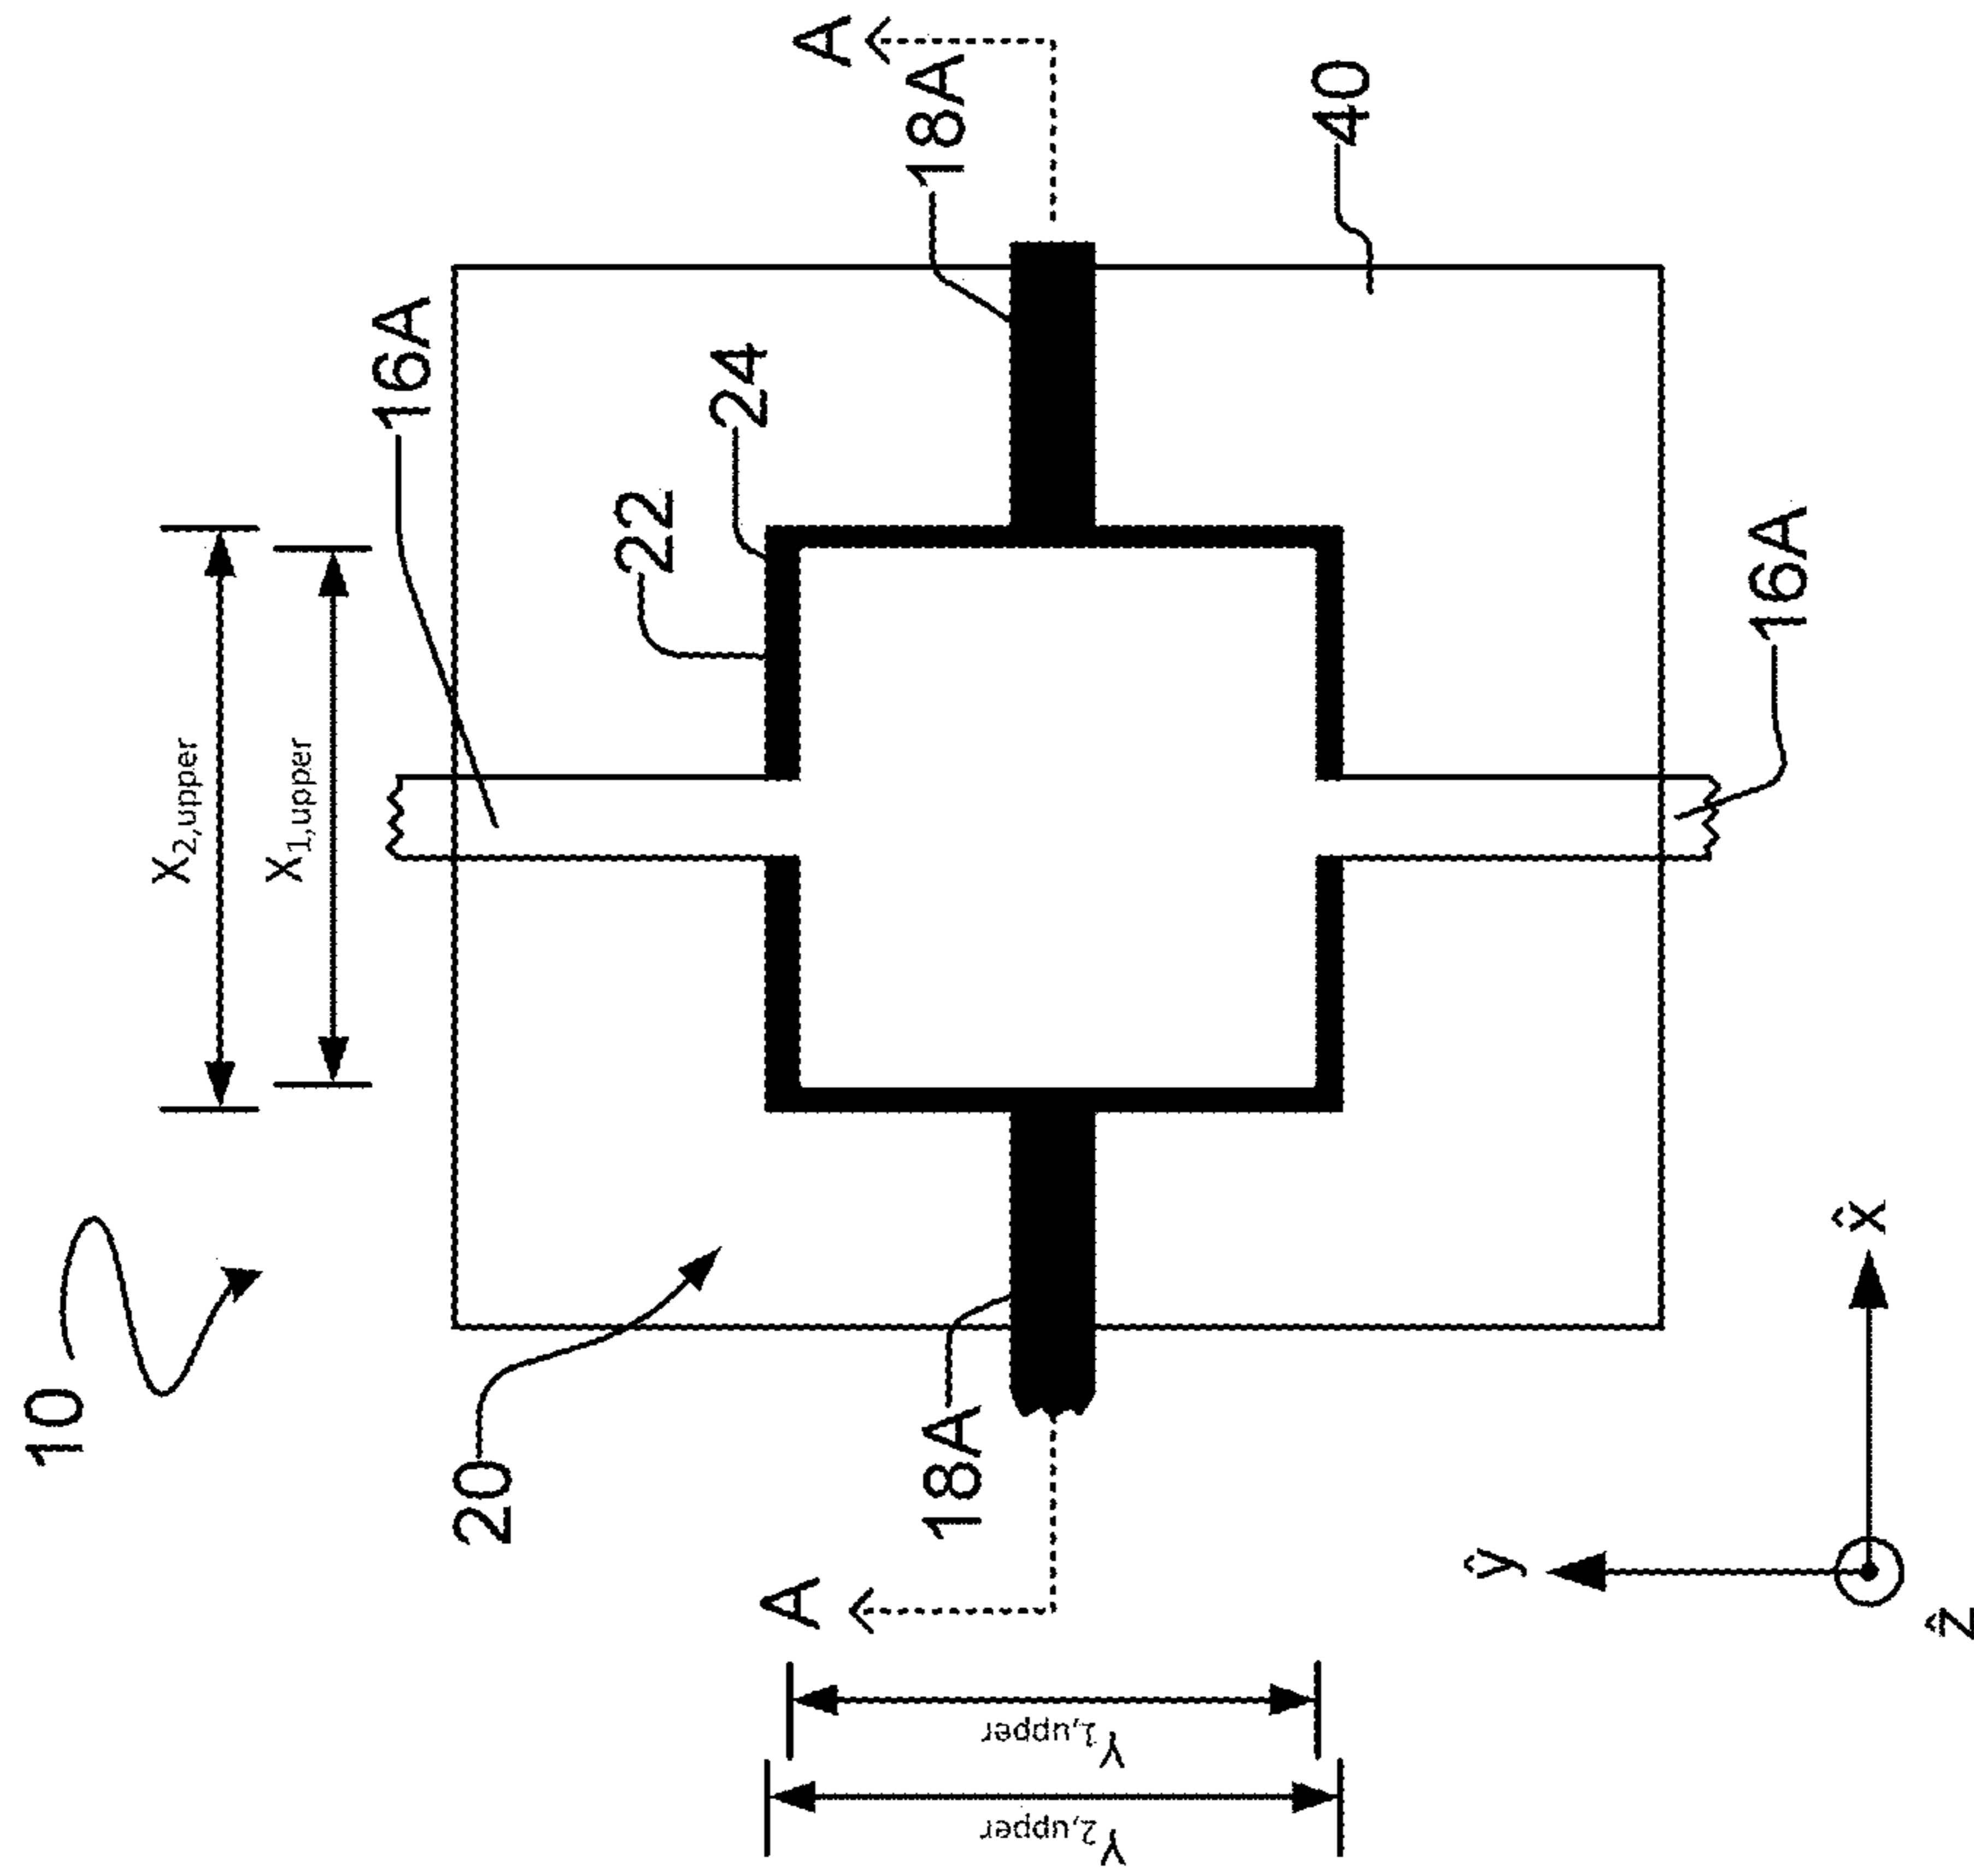 10
X2,upper
X1,upper
16A
22
24
18A
A
40
20
18A
A
16A
Y2,upper
Y1,upper
ŷ
x̂
ẑ